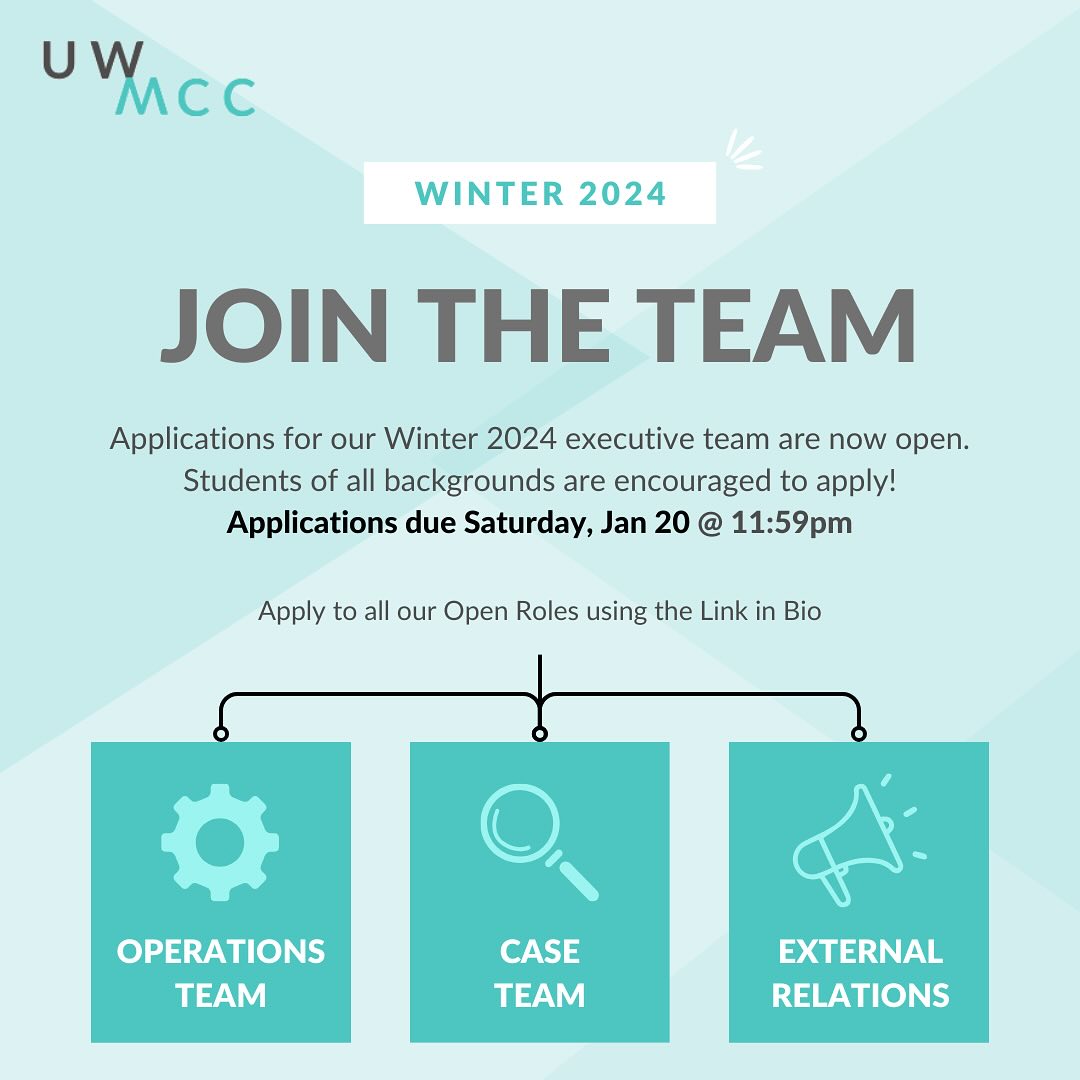 UW
MCC
WINTER 2024
JOIN THE TEAM
Applications for our Winter 2024 executive team are now open.
Students of all backgrounds are encouraged to apply!
Applications due Saturday, Jan 20 @ 11:59pm
Apply to all our Open Roles using the Link in Bio
OPERATIONS
TEAM
CASE
TEAM
EXTERNAL
RELATIONS